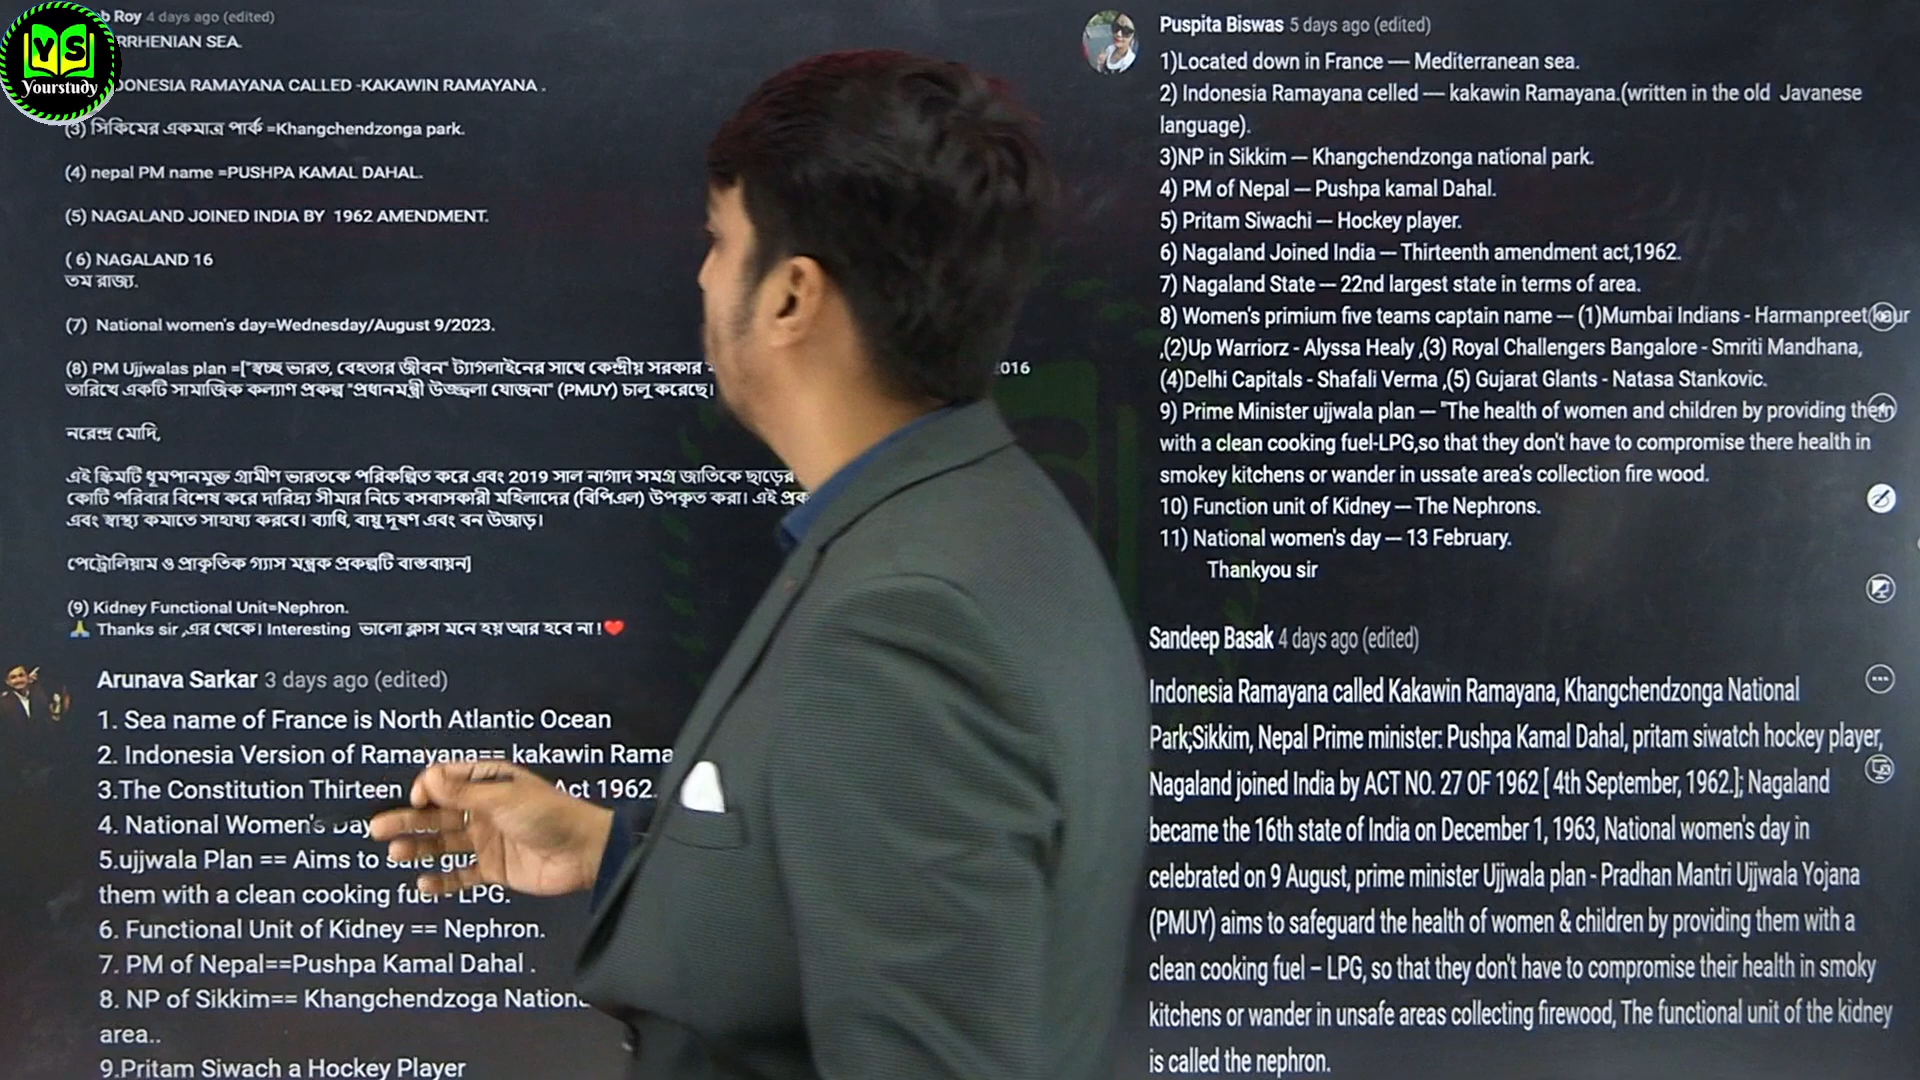 YS
Yourstudy
b Roy 4 days ago (edited)
RRHENIAN SEA.
DONESIA RAMAYANA CALLED -KAKAWIN RAMAYANA .
(3) সিকিমের একমাত্র পার্ক =Khangchendzonga park.
(4) nepal PM name =PUSHPA KAMAL DAHAL.
(5) NAGALAND JOINED INDIA BY 1962 AMENDMENT.
( 6) NAGALAND 16
তম রাজ্য.
(7) National women's day=Wednesday/August 9/2023.
(8) PM Ujjwalas plan =["স্বচ্ছ ভারত, বেহতার জীবন" ট্যাগলাইনের সাথে কেন্দ্রীয় সরকার 2016
তারিখে একটি সামাজিক কল্যাণ প্রকল্প "প্রধানমন্ত্রী উজ্জ্বলা যোজনা" (PMUY) চালু করেছে।
নরেন্দ্র মোদি,
এই স্কিমটি ধূমপানমুক্ত গ্রামীণ ভারতকে পরিকল্পিত করে এবং 2019 সাল নাগাদ সমগ্র জাতিকে ছাড়ের
কোটি পরিবার বিশেষ করে দারিদ্র্য সীমার নিচে বসবাসকারী মহিলাদের (বিপিএল) উপকৃত করা। এই প্রক
এবং স্বাস্থ্য কমাতে সাহায্য করবে। ব্যাধি, বায়ু দূষণ এবং বন উজাড়।
পেট্রোলিয়াম ও প্রাকৃতিক গ্যাস মন্ত্রক প্রকল্পটি বাস্তবায়ন]
(9) Kidney Functional Unit=Nephron.
🙏 Thanks sir ,এর থেকে। Interesting ভালো ক্লাস মনে হয় আর হবে না !❤️
Arunava Sarkar 3 days ago (edited)
1. Sea name of France is North Atlantic Ocean
2. Indonesia Version of Ramayana== kakawin Rama
3.The Constitution Thirteen Act 1962.
4. National Women's Day
5.ujjwala Plan == Aims to safe gua
them with a clean cooking fuel - LPG.
6. Functional Unit of Kidney == Nephron.
7. PM of Nepal==Pushpa Kamal Dahal .
8. NP of Sikkim== Khangchendzoga Nationa
area..
9.Pritam Siwach a Hockey Player
Puspita Biswas 5 days ago (edited)
1)Located down in France –– Mediterranean sea.
2) Indonesia Ramayana celled –– kakawin Ramayana.(written in the old Javanese
language).
3)NP in Sikkim –– Khangchendzonga national park.
4) PM of Nepal –– Pushpa kamal Dahal.
5) Pritam Siwachi –– Hockey player.
6) Nagaland Joined India –– Thirteenth amendment act,1962.
7) Nagaland State –– 22nd largest state in terms of area.
8) Women's primium five teams captain name –– (1)Mumbai Indians - Harmanpreet kaur
,(2)Up Warriorz - Alyssa Healy ,(3) Royal Challengers Bangalore - Smriti Mandhana,
(4)Delhi Capitals - Shafali Verma ,(5) Gujarat Glants - Natasa Stankovic.
9) Prime Minister ujjwala plan –– "The health of women and children by providing them
with a clean cooking fuel-LPG,so that they don't have to compromise there health in
smokey kitchens or wander in ussate area's collection fire wood.
10) Function unit of Kidney –– The Nephrons.
11) National women's day –– 13 February.
Thankyou sir
Sandeep Basak 4 days ago (edited)
Indonesia Ramayana called Kakawin Ramayana, Khangchendzonga National
Park;Sikkim, Nepal Prime minister: Pushpa Kamal Dahal, pritam siwatch hockey player,
Nagaland joined India by ACT NO. 27 OF 1962 [ 4th September, 1962.]; Nagaland
became the 16th state of India on December 1, 1963, National women's day in
celebrated on 9 August, prime minister Ujjwala plan - Pradhan Mantri Ujjwala Yojana
(PMUY) aims to safeguard the health of women & children by providing them with a
clean cooking fuel – LPG, so that they don't have to compromise their health in smoky
kitchens or wander in unsafe areas collecting firewood, The functional unit of the kidney
is called the nephron.